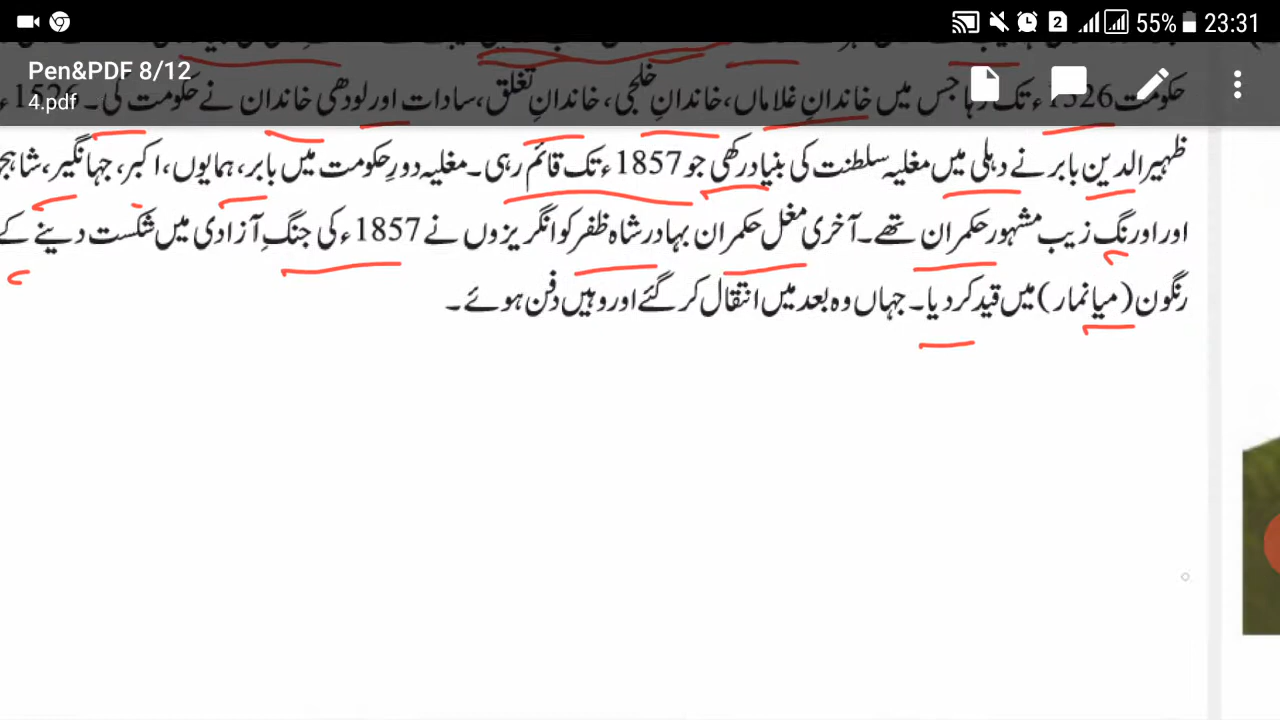 55% 23:31
Pen&PDF 8/12
4.pdf
حکومت 1526ء تک رہا جس میں خاندانِ غلاماں، خاندانِ خلجی، خاندانِ تغلق، سادات اور لودھی خاندان نے حکومت کی۔ 1526ء
ظہیرالدین بابر نے دہلی میں مغلیہ سلطنت کی بنیاد رکھی جو 1857ء تک قائم رہی۔ مغلیہ دورِ حکومت میں بابر، ہمایوں، اکبر، جہانگیر،
اور اورنگ زیب مشہور حکمران تھے۔ آخری مغل حکمران بہادر شاہ ظفر کو انگریزوں نے 1857ء کی جنگِ آزادی میں شکست دینے کے
رنگون (میانمار) میں قید کر دیا۔ جہاں وہ بعد میں انتقال کر گئے اور وہیں دفن ہوئے۔